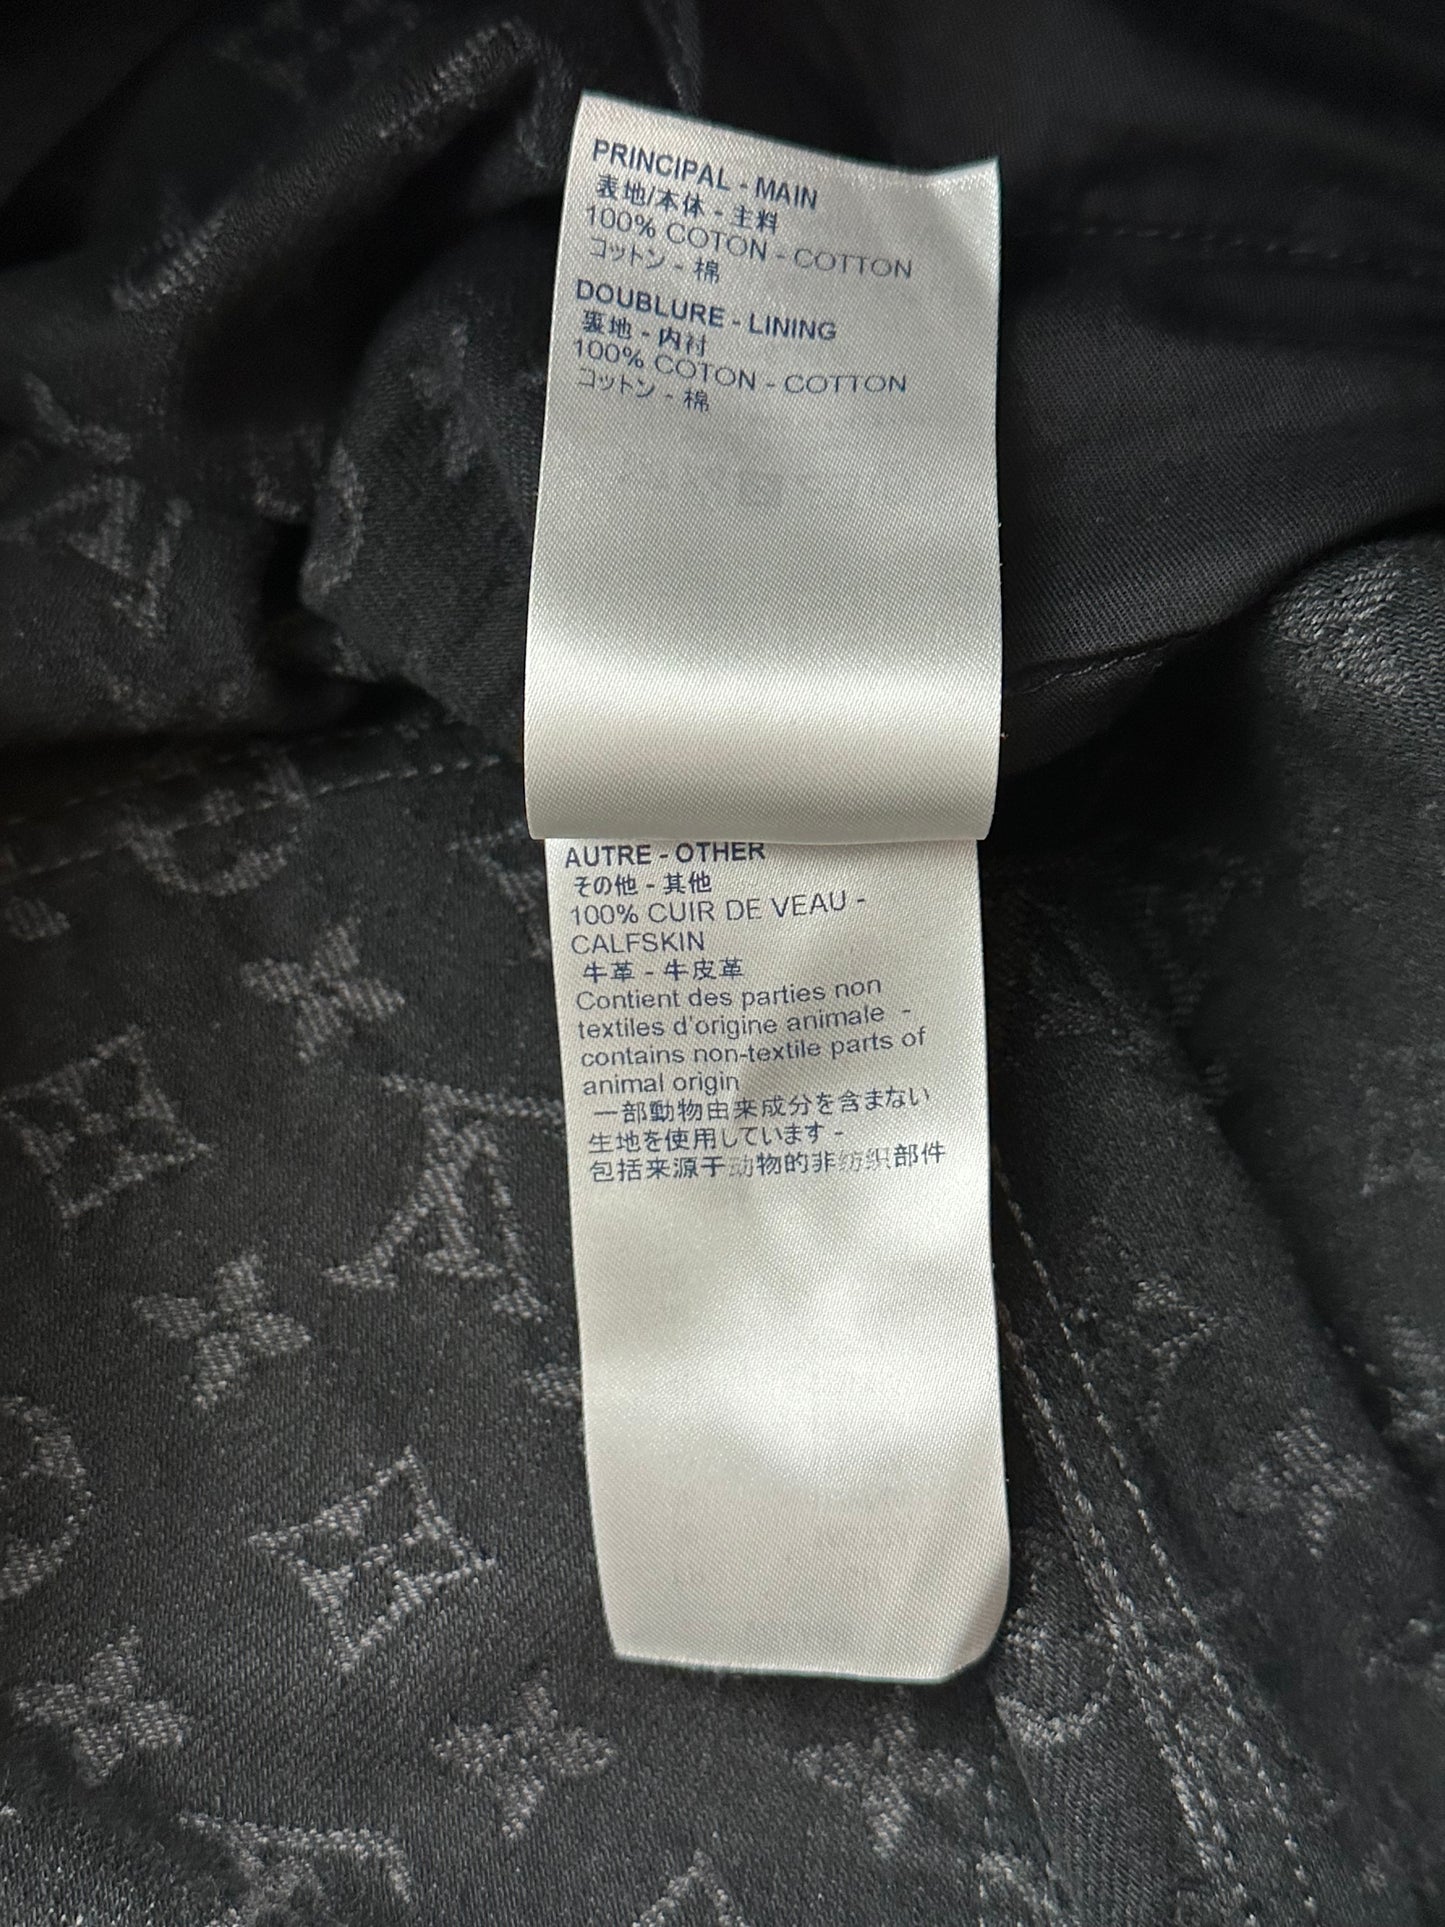 PRINCIPAL - MAIN
表地/本体 - 主料
100% COTON - COTTON
コットン - 棉
DOUBLURE - LINING
裏地 - 内衬
100% COTON - COTTON
コットン - 棉
AUTRE - OTHER
その他 - 其他
100% CUIR DE VEAU -
CALFSKIN
牛革 - 牛皮革
Contient des parties non
textiles d'origine animale -
contains non-textile parts of
animal origin
一部動物由来成分を含まない
生地を使用しています -
包括来源于动物的非纺织部件